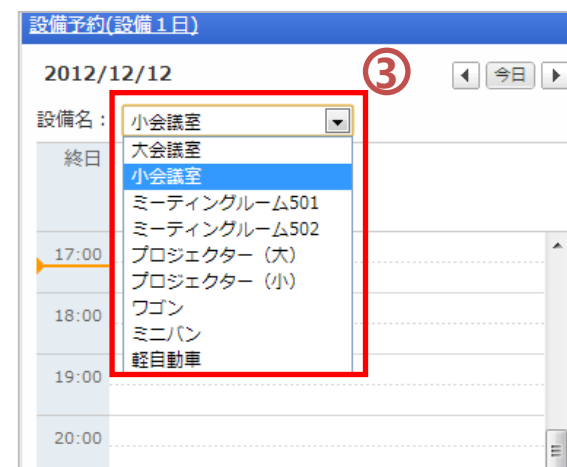 設備予約(設備１日)
2012/12/12
③
今日
設備名：
小会議室
終日
大会議室
小会議室
ミーティングルーム501
ミーティングルーム502
プロジェクター（大）
プロジェクター（小）
ワゴン
ミニバン
軽自動車
17:00
18:00
19:00
20:00